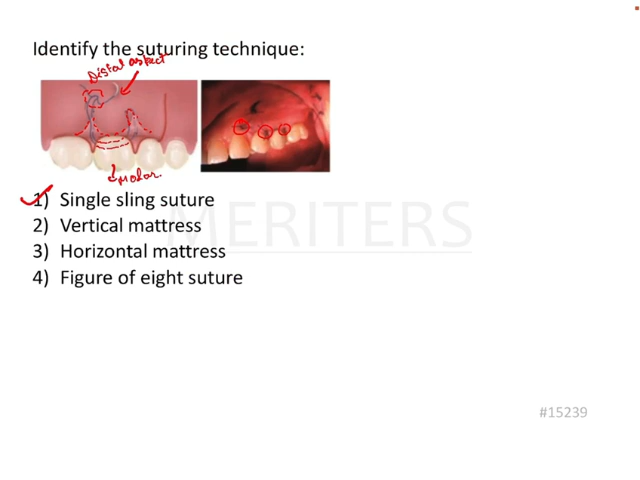 Identify the suturing technique:
Distal aspect
Molar.
1) Single sling suture
2) Vertical mattress
3) Horizontal mattress
4) Figure of eight suture
MERITERS
#15239